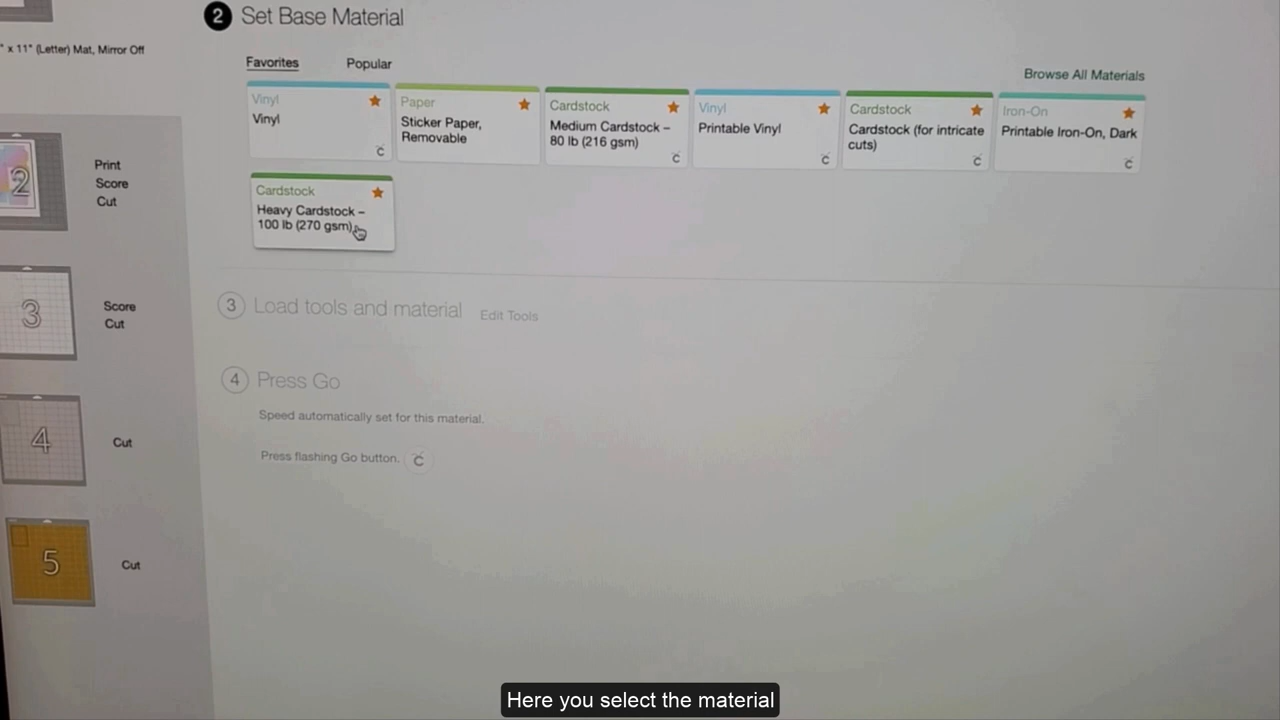 2 Set Base Material
" x 11" (Letter) Mat, Mirror Off
Favorites
Popular
Browse All Materials
Vinyl
Vinyl
Paper
Sticker Paper,
Removable
Cardstock
Medium Cardstock –
80 lb (216 gsm)
Vinyl
Printable Vinyl
Cardstock
Cardstock (for intricate
cuts)
Iron-On
Printable Iron-On, Dark
Cardstock
Heavy Cardstock –
100 lb (270 gsm)
2
Print
Score
Cut
3
Score
Cut
4
Cut
5
Cut
3 Load tools and material Edit Tools
4 Press Go
Speed automatically set for this material.
Press flashing Go button. C
Here you select the material